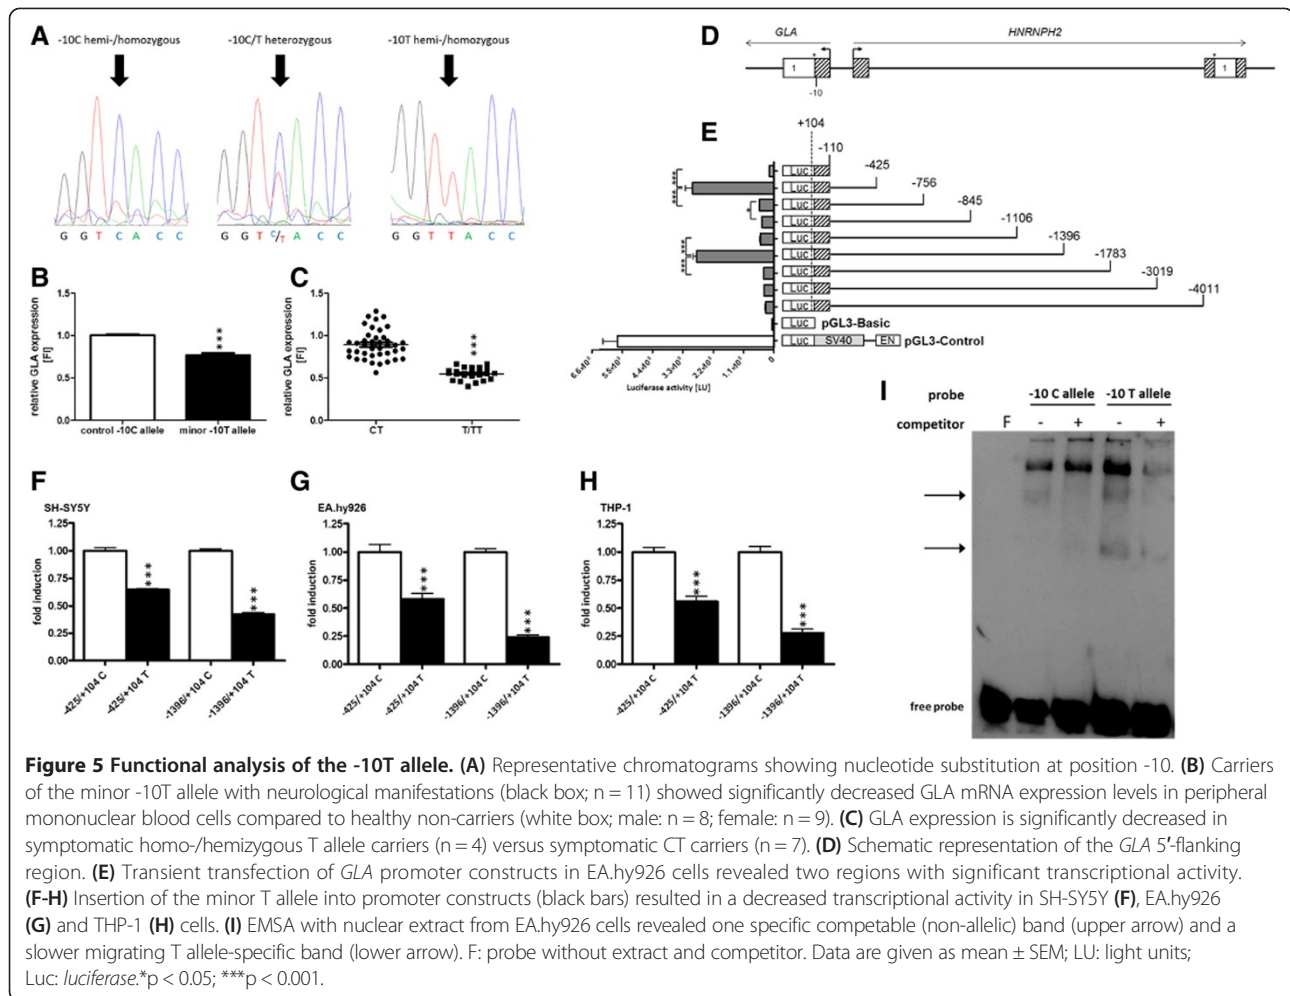 A
-10C hemi-/homozygous
-10C/T heterozygous
-10T hemi-/homozygous
G G T C A C C
G G T C/T A C C
G G T T A C C
B
relative GLA expression
[FI]
1.5
1.0
0.5
0.0
***
control -10C allele
minor -10T allele
C
relative GLA expression
[FI]
1.5
1.0
0.5
0.0
***
CT
T/TT
D
GLA
HNRNPH2
*
1
-10
*
1
E
+104
-110
-425
-756
-845
-1106
-1396
-1783
-3019
-4011
*** ***
*
*** ***
Luc
Luc
Luc
Luc
Luc
Luc
Luc
Luc
Luc
Luc pGL3-Basic
Luc SV40 EN pGL3-Control
0
Luciferase activity [LU]
F
SH-SY5Y
fold induction
1.25
1.00
0.75
0.50
0.25
0.00
***
***
-425/+104 C
-425/+104 T
-1396/+104 C
-1396/+104 T
G
EA.hy926
fold induction
1.25
1.00
0.75
0.50
0.25
0.00
***
***
-425/+104 C
-425/+104 T
-1396/+104 C
-1396/+104 T
H
THP-1
fold induction
1.25
1.00
0.75
0.50
0.25
0.00
***
***
-425/+104 C
-425/+104 T
-1396/+104 C
-1396/+104 T
I
probe
-10 C allele
-10 T allele
competitor
F - + - +
free probe
Figure 5 Functional analysis of the -10T allele. (A) Representative chromatograms showing nucleotide substitution at position -10. (B) Carriers
of the minor -10T allele with neurological manifestations (black box; n = 11) showed significantly decreased GLA mRNA expression levels in peripheral
mononuclear blood cells compared to healthy non-carriers (white box; male: n = 8; female: n = 9). (C) GLA expression is significantly decreased in
symptomatic homo-/hemizygous T allele carriers (n = 4) versus symptomatic CT carriers (n = 7). (D) Schematic representation of the GLA 5′-flanking
region. (E) Transient transfection of GLA promoter constructs in EA.hy926 cells revealed two regions with significant transcriptional activity.
(F-H) Insertion of the minor T allele into promoter constructs (black bars) resulted in a decreased transcriptional activity in SH-SY5Y (F), EA.hy926
(G) and THP-1 (H) cells. (I) EMSA with nuclear extract from EA.hy926 cells revealed one specific competable (non-allelic) band (upper arrow) and a
slower migrating T allele-specific band (lower arrow). F: probe without extract and competitor. Data are given as mean ± SEM; LU: light units;
Luc: luciferase.*p < 0.05; ***p < 0.001.